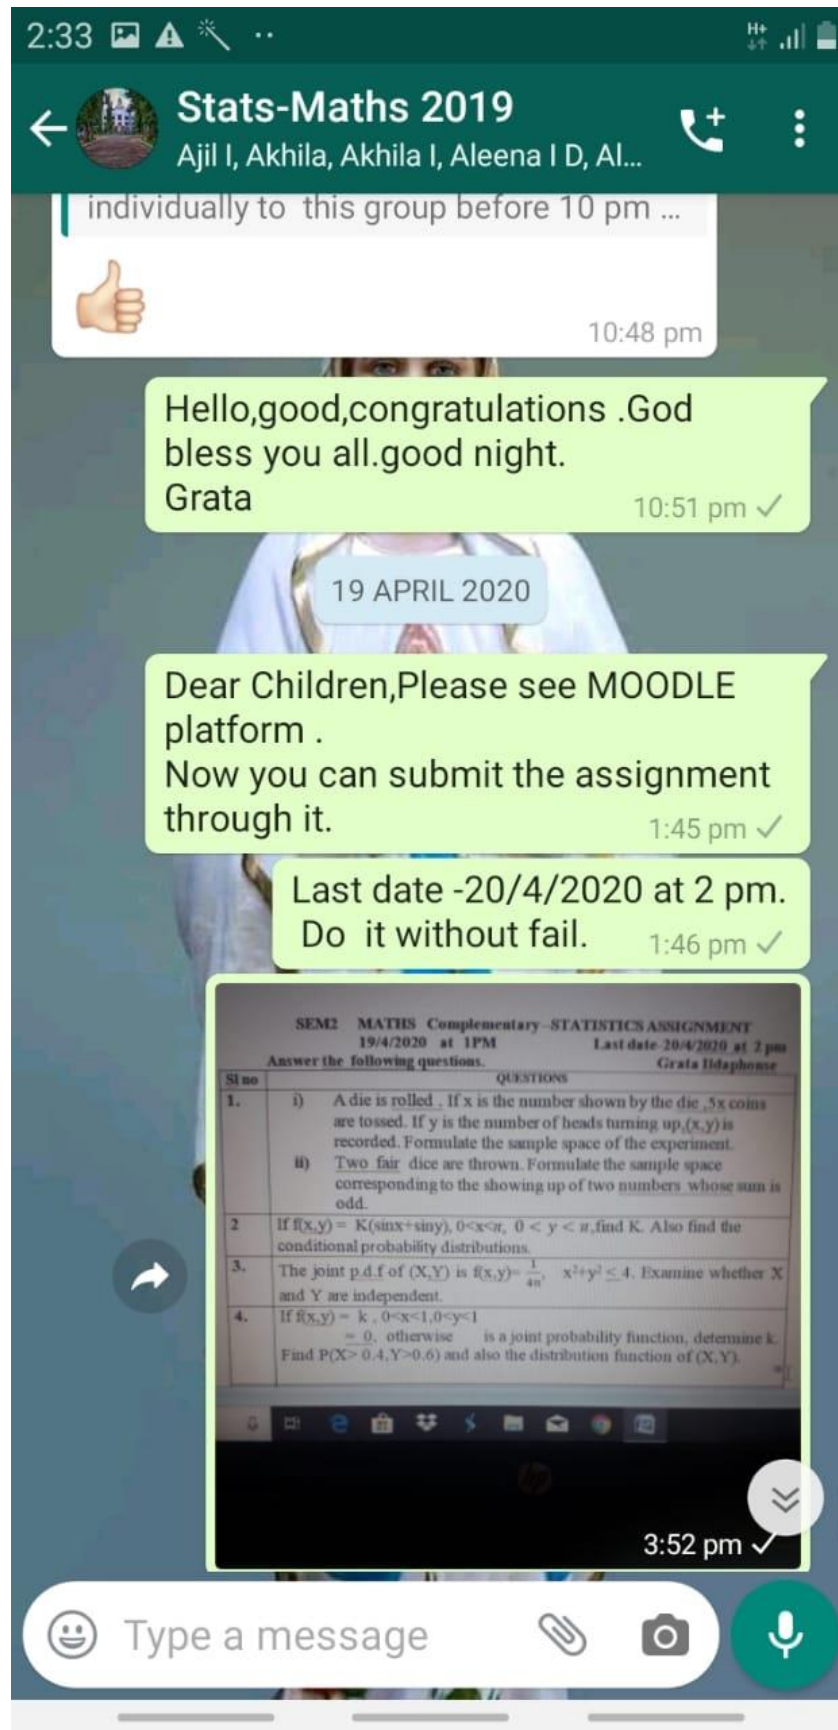 2:33
H+
Stats-Maths 2019
Ajil I, Akhila, Akhila I, Aleena I D, Al...
individually to this group before 10 pm ...
10:48 pm
Hello,good,congratulations .God
bless you all.good night.
Grata
10:51 pm
19 APRIL 2020
Dear Children,Please see MOODLE
platform .
Now you can submit the assignment
through it.
1:45 pm
Last date -20/4/2020 at 2 pm.
Do it without fail.
1:46 pm
SEM2 MATHS Complementary -STATISTICS ASSIGNMENT
19/4/2020 at 1PM Last date-20/4/2020 at 2 pm
Answer the following questions. Grata Ildaphonse
Sl no QUESTIONS
1. i) A die is rolled . If x is the number shown by the die ,5x coins
are tossed. If y is the number of heads turning up,(x,y) is
recorded. Formulate the sample space of the experiment.
ii) Two fair dice are thrown. Formulate the sample space
corresponding to the showing up of two numbers whose sum is
odd.
2 If f(x,y) = K(sinx+siny), 0<x<π, 0 < y < π,find K. Also find the
conditional probability distributions.
3. The joint p.d.f of (X,Y) is f(x,y)= 1/4π, x²+y² ≤ 4. Examine whether X
and Y are independent.
4. If f(x,y) = k , 0<x<1,0<y<1
= 0, otherwise is a joint probability function, determine k.
Find P(X> 0.4,Y>0.6) and also the distribution function of (X,Y).
hp
3:52 pm
Type a message